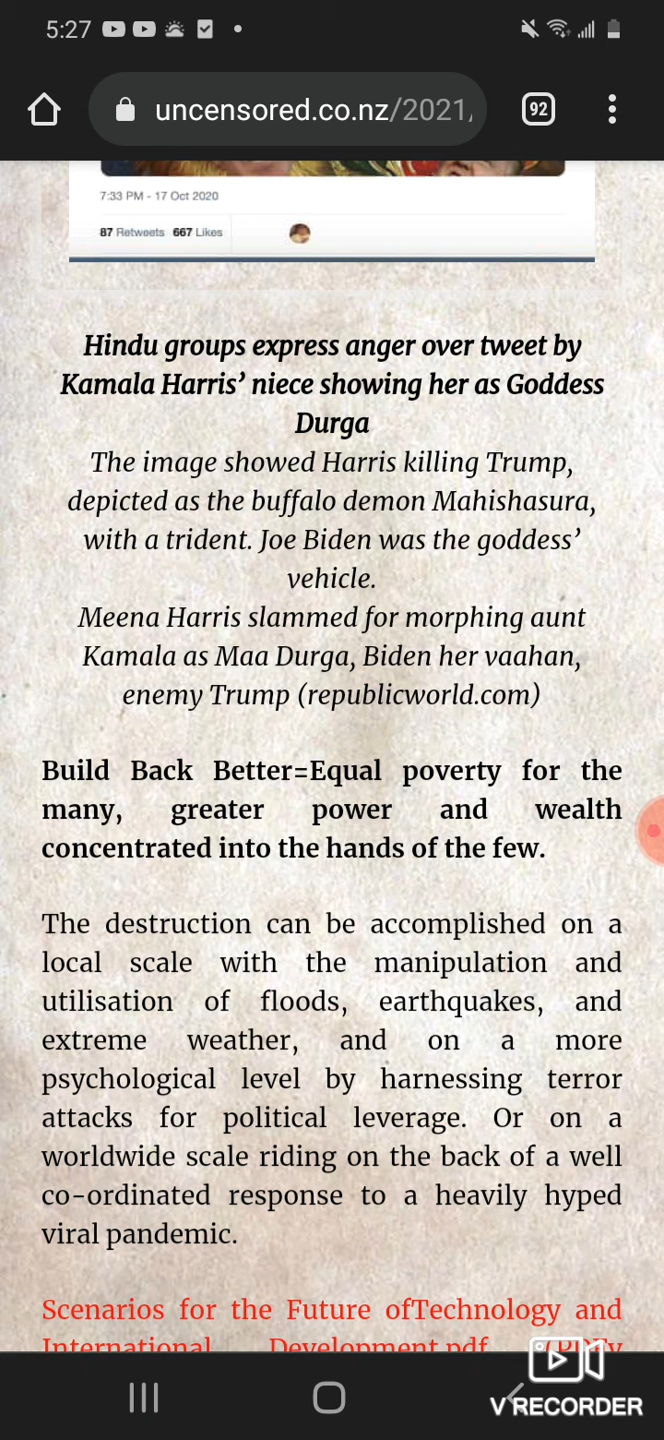 5:27
uncensored.co.nz/2021,
92
7:33 PM - 17 Oct 2020
87 Retweets 667 Likes
Hindu groups express anger over tweet by
Kamala Harris’ niece showing her as Goddess
Durga
The image showed Harris killing Trump,
depicted as the buffalo demon Mahishasura,
with a trident. Joe Biden was the goddess’
vehicle.
Meena Harris slammed for morphing aunt
Kamala as Maa Durga, Biden her vaahan,
enemy Trump (republicworld.com)
Build Back Better=Equal poverty for the
many, greater power and wealth
concentrated into the hands of the few.
The destruction can be accomplished on a
local scale with the manipulation and
utilisation of floods, earthquakes, and
extreme weather, and on a more
psychological level by harnessing terror
attacks for political leverage. Or on a
worldwide scale riding on the back of a well
co-ordinated response to a heavily hyped
viral pandemic.
Scenarios for the Future ofTechnology and
International Development.pdf
V RECORDER